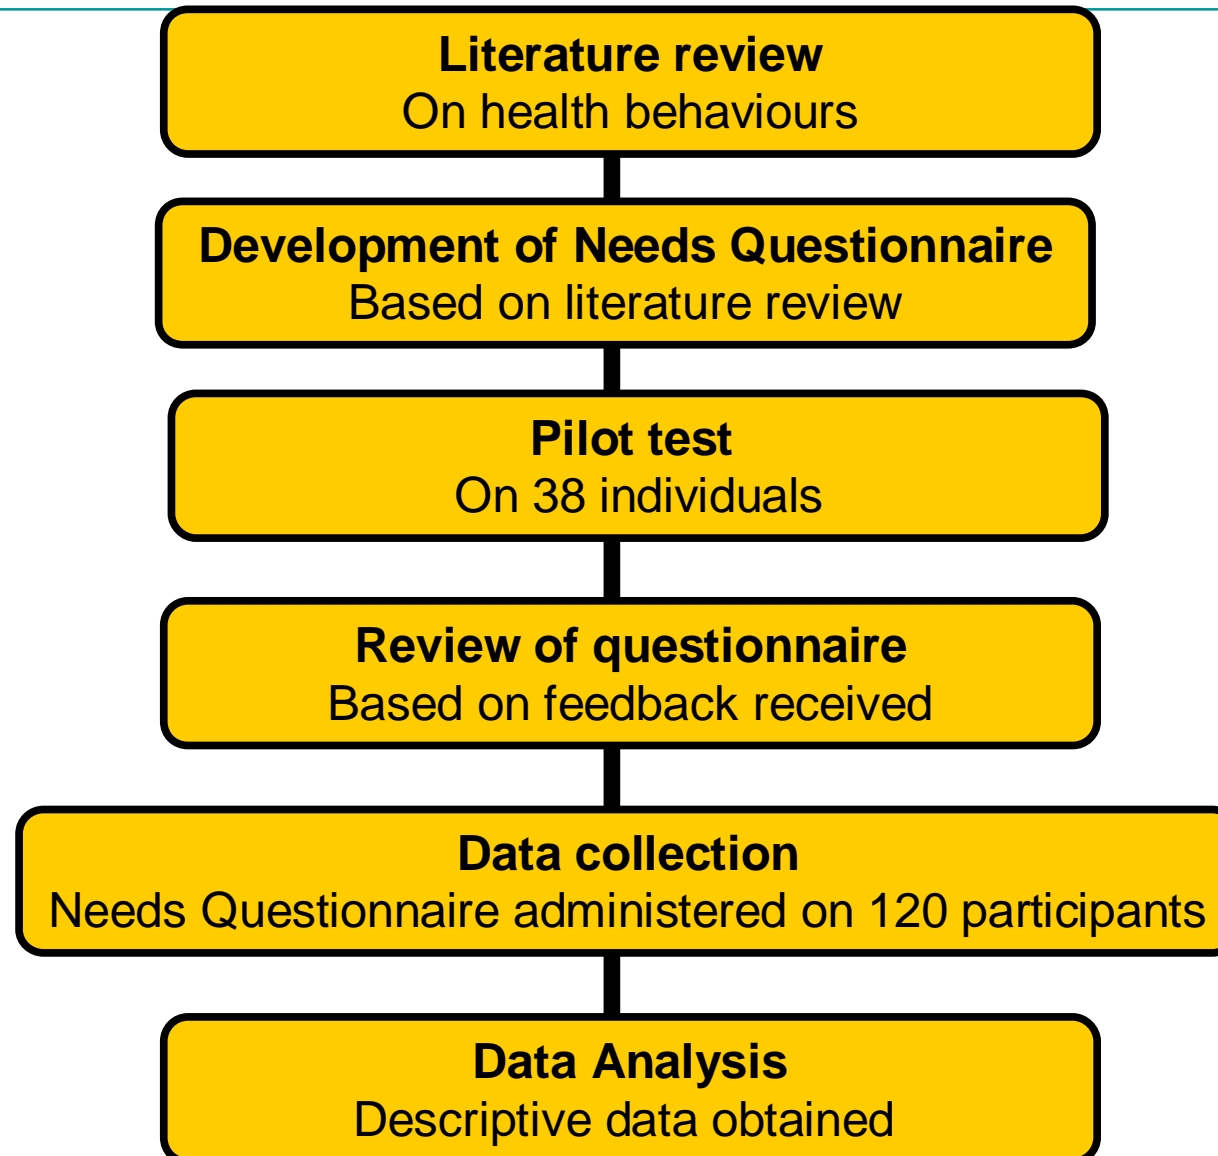 Literature review
On health behaviours
Development of Needs Questionnaire
Based on literature review
Pilot test
On 38 individuals
Review of questionnaire
Based on feedback received
Data collection
Needs Questionnaire administered on 120 participants
Data Analysis
Descriptive data obtained